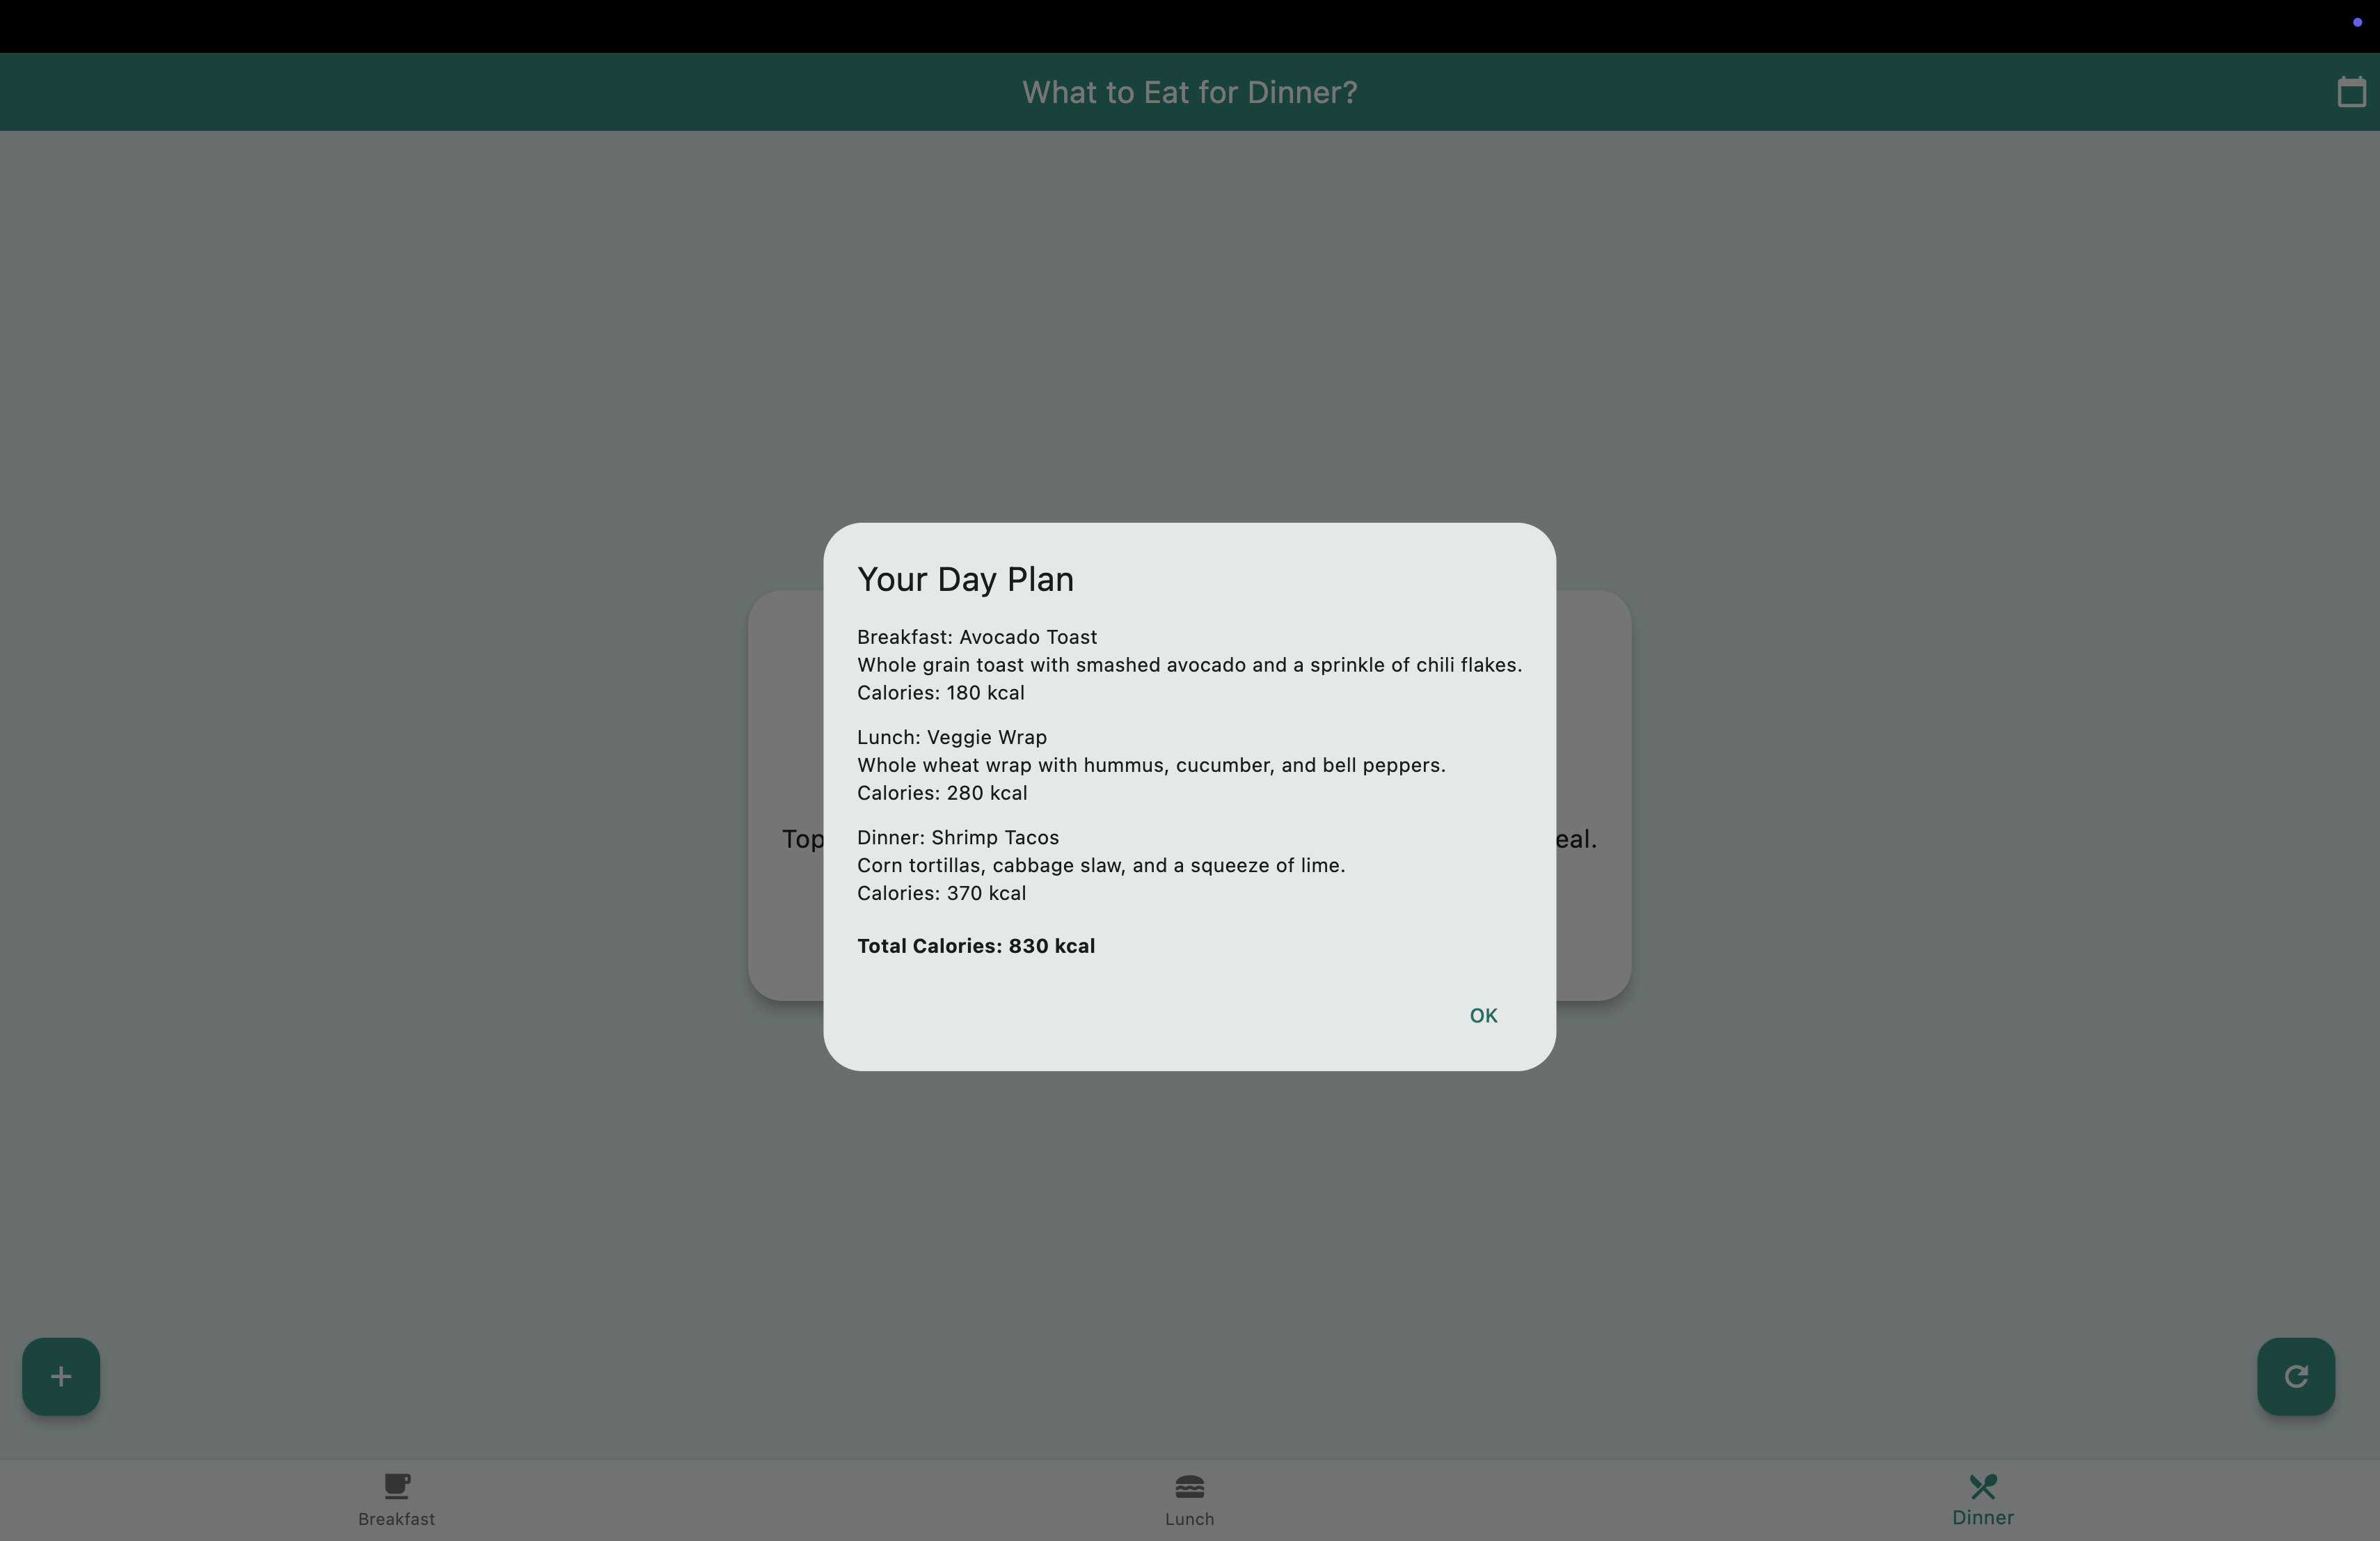 What to Eat for Dinner?
Your Day Plan
Breakfast: Avocado Toast
Whole grain toast with smashed avocado and a sprinkle of chili flakes.
Calories: 180 kcal
Lunch: Veggie Wrap
Whole wheat wrap with hummus, cucumber, and bell peppers.
Calories: 280 kcal
Top
eal.
Dinner: Shrimp Tacos
Corn tortillas, cabbage slaw, and a squeeze of lime.
Calories: 370 kcal
Total Calories: 830 kcal
OK
Breakfast
Lunch
Dinner